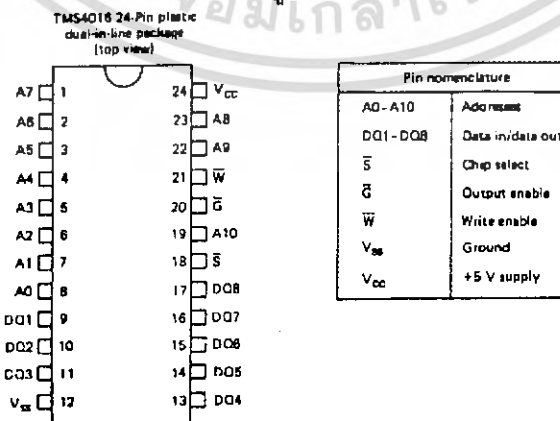 TMS4016 24-Pin plastic
dual-in-line package
(top view)
A7 1 24 Vcc
A6 2 23 A8
A5 3 22 A9
A4 4 21 W̅
A3 5 20 G̅
A2 6 19 A10
A1 7 18 S̅
A0 8 17 DQ8
DQ1 9 16 DQ7
DQ2 10 15 DQ6
DQ3 11 14 DQ5
Vss 12 13 DQ4
Pin nomenclature
A0-A10 Addresses
DQ1-DQ8 Data in/data out
S̅ Chip select
G̅ Output enable
W̅ Write enable
Vss Ground
Vcc +5 V supply